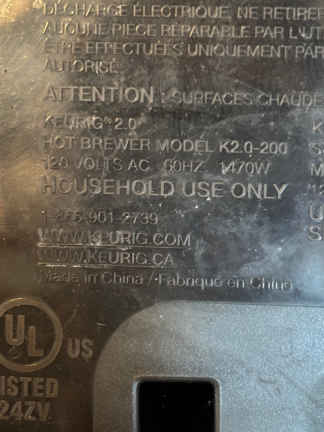 DÉCHARGE ÉLECTRIQUE, NE RETIRE
AUCUNE PIÈCE RÉPARABLE PAR L'UT
ÊTRE EFFECTUÉES UNIQUEMENT PAR
AUTORISÉ.
ATTENTION : SURFACES CHAUDE
KEURIG® 2.0
HOT BREWER MODEL K2.0-200
120 VOLTS AC 60HZ 1470W
HOUSEHOLD USE ONLY
1-866-901-2739
WWW.KEURIG.COM
WWW.KEURIG.CA
Made in China / Fabriqué en Chine
UL US
LISTED
24ZV
K
S
M
U
S